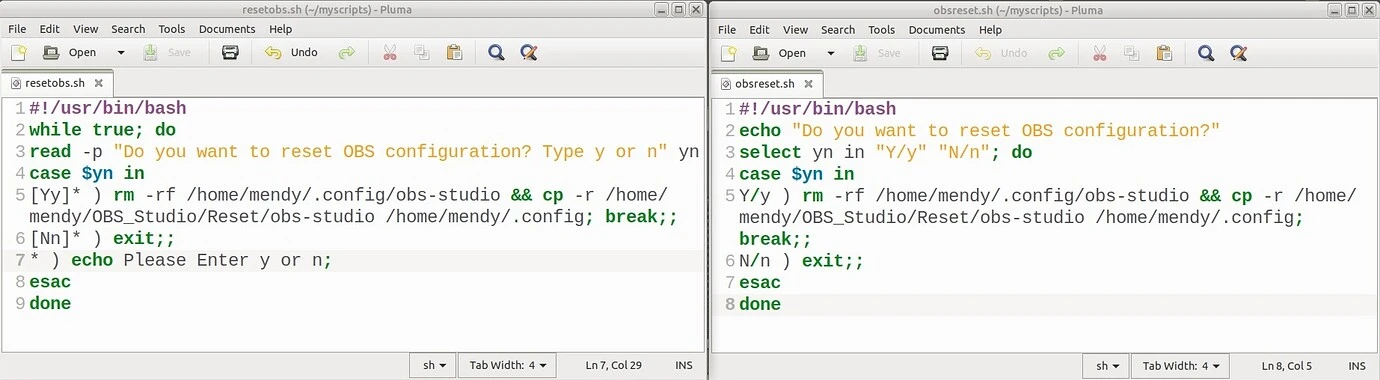 resetobs.sh (~/myscripts) - Pluma
File Edit View Search Tools Documents Help
Open Save Undo
resetobs.sh
1 #!/usr/bin/bash
2 while true; do
3 read -p "Do you want to reset OBS configuration? Type y or n" yn
4 case $yn in
5 [Yy]* ) rm -rf /home/mendy/.config/obs-studio && cp -r /home/
mendy/OBS_Studio/Reset/obs-studio /home/mendy/.config; break;;
6 [Nn]* ) exit;;
7 * ) echo Please Enter y or n;
8 esac
9 done
sh Tab Width: 4 Ln 7, Col 29 INS
obsreset.sh (~/myscripts) - Pluma
File Edit View Search Tools Documents Help
Open Save Undo
obsreset.sh
1 #!/usr/bin/bash
2 echo "Do you want to reset OBS configuration?"
3 select yn in "Y/y" "N/n"; do
4 case $yn in
5 Y/y ) rm -rf /home/mendy/.config/obs-studio && cp -r /home/
mendy/OBS_Studio/Reset/obs-studio /home/mendy/.config;
break;;
6 N/n ) exit;;
7 esac
8 done
sh Tab Width: 4 Ln 8, Col 5 INS